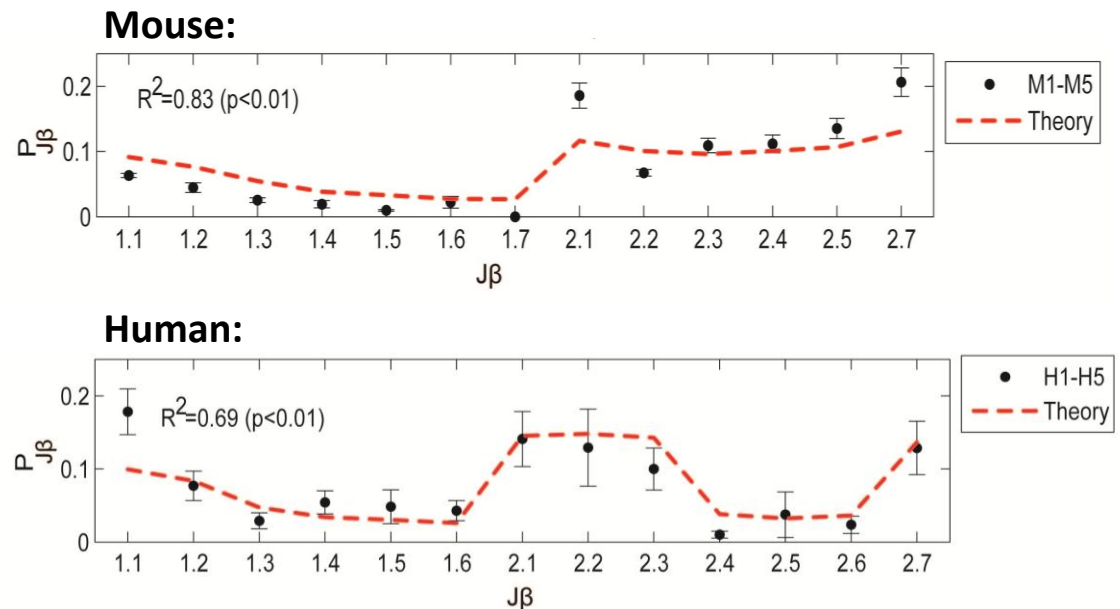 Mouse:
0.2
0.1
0
PJβ
R2=0.83 (p<0.01)
M1-M5
Theory
1.1 1.2 1.3 1.4 1.5 1.6 1.7 2.1 2.2 2.3 2.4 2.5 2.7
Jβ
Human:
0.2
0.1
0
PJβ
R2=0.69 (p<0.01)
H1-H5
Theory
1.1 1.2 1.3 1.4 1.5 1.6 2.1 2.2 2.3 2.4 2.5 2.6 2.7
Jβ